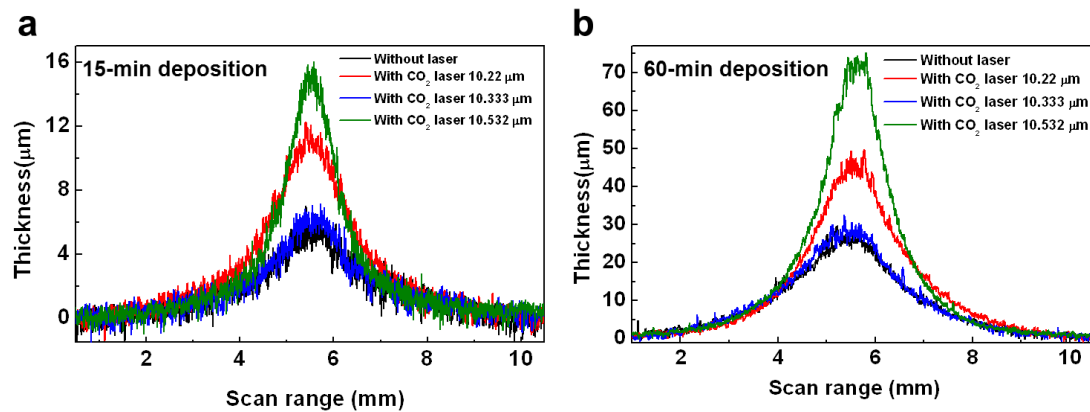 a
15-min deposition
Without laser
With CO2 laser 10.22 μm
With CO2 laser 10.333 μm
With CO2 laser 10.532 μm
Thickness(μm)
16
12
8
4
0
2 4 6 8 10
Scan range (mm)
b
60-min deposition
Without laser
With CO2 laser 10.22 μm
With CO2 laser 10.333 μm
With CO2 laser 10.532 μm
Thickness(μm)
70
60
50
40
30
20
10
0
2 4 6 8 10
Scan range (mm)